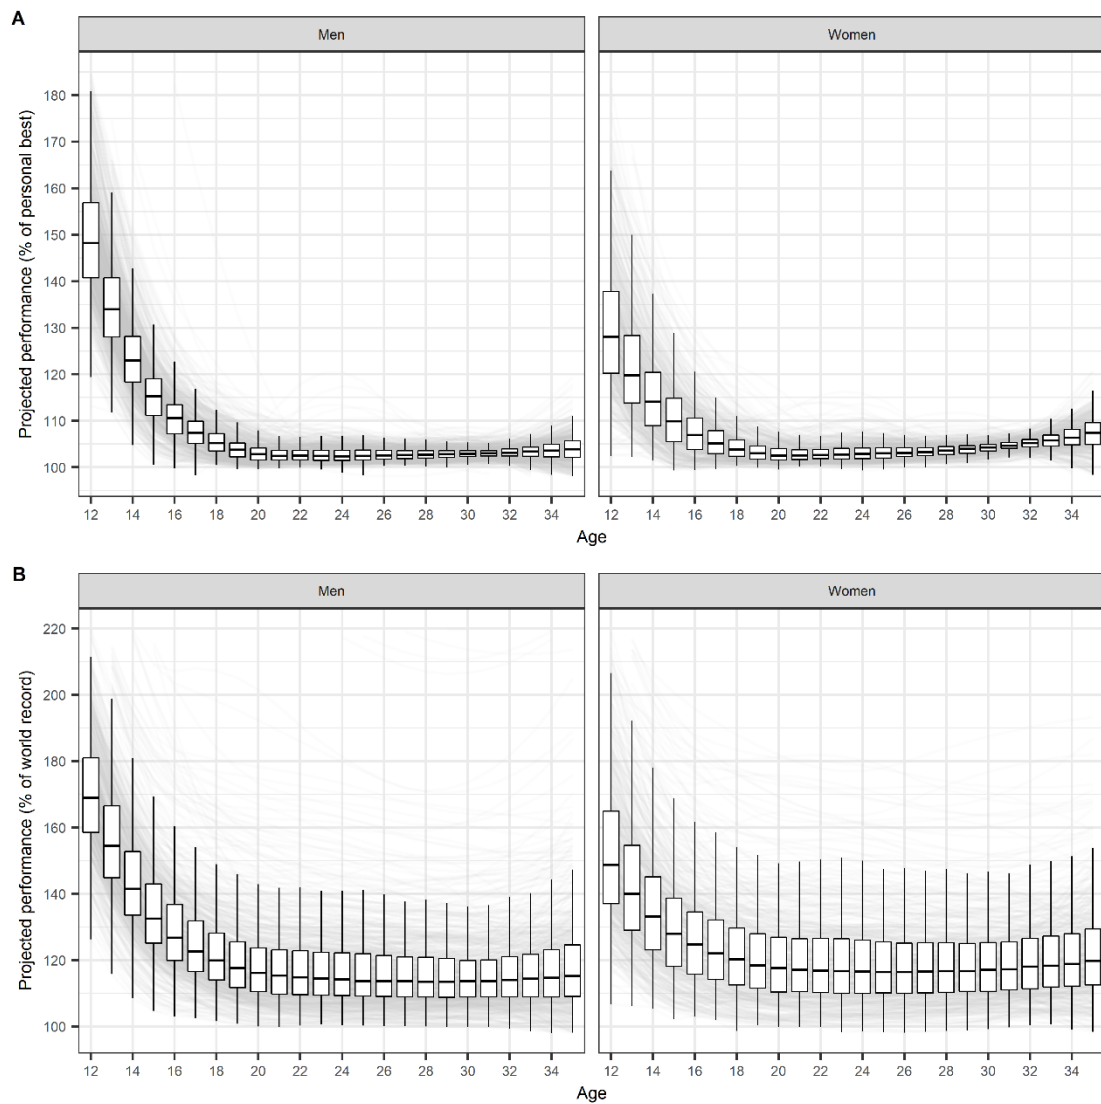 A
Men Women
Projected performance (% of personal best)
180
170
160
150
140
130
120
110
100
12 14 16 18 20 22 24 26 28 30 32 34 12 14 16 18 20 22 24 26 28 30 32 34
Age
B
Men Women
Projected performance (% of world record)
220
200
180
160
140
120
100
12 14 16 18 20 22 24 26 28 30 32 34 12 14 16 18 20 22 24 26 28 30 32 34
Age